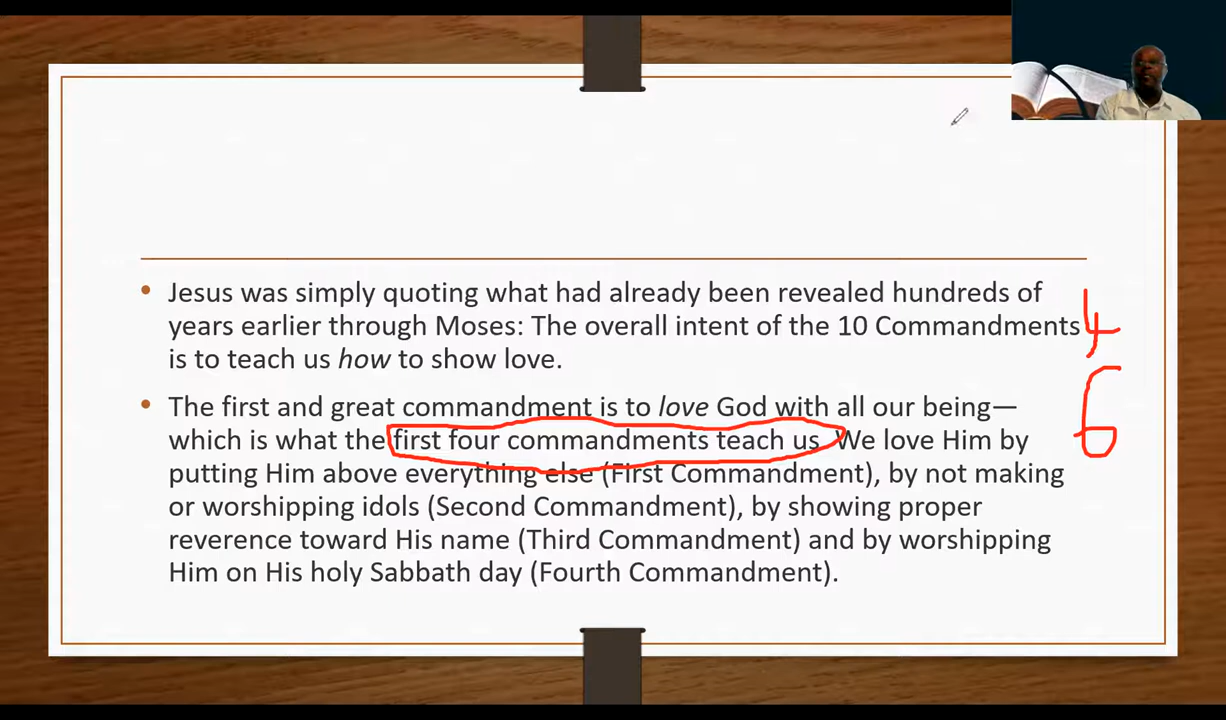 • Jesus was simply quoting what had already been revealed hundreds of
years earlier through Moses: The overall intent of the 10 Commandments
is to teach us how to show love.
• The first and great commandment is to love God with all our being—
which is what the first four commandments teach us. We love Him by
putting Him above everything else (First Commandment), by not making
or worshipping idols (Second Commandment), by showing proper
reverence toward His name (Third Commandment) and by worshipping
Him on His holy Sabbath day (Fourth Commandment).
4
6